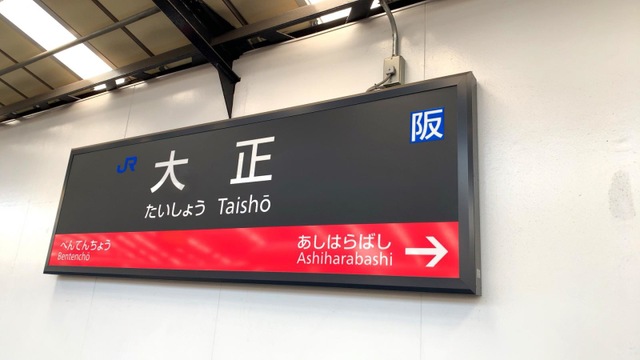 JR 大正 阪
たいしょう Taishō
べんてんちょう あしはらばし →
Bentenchō Ashiharabashi